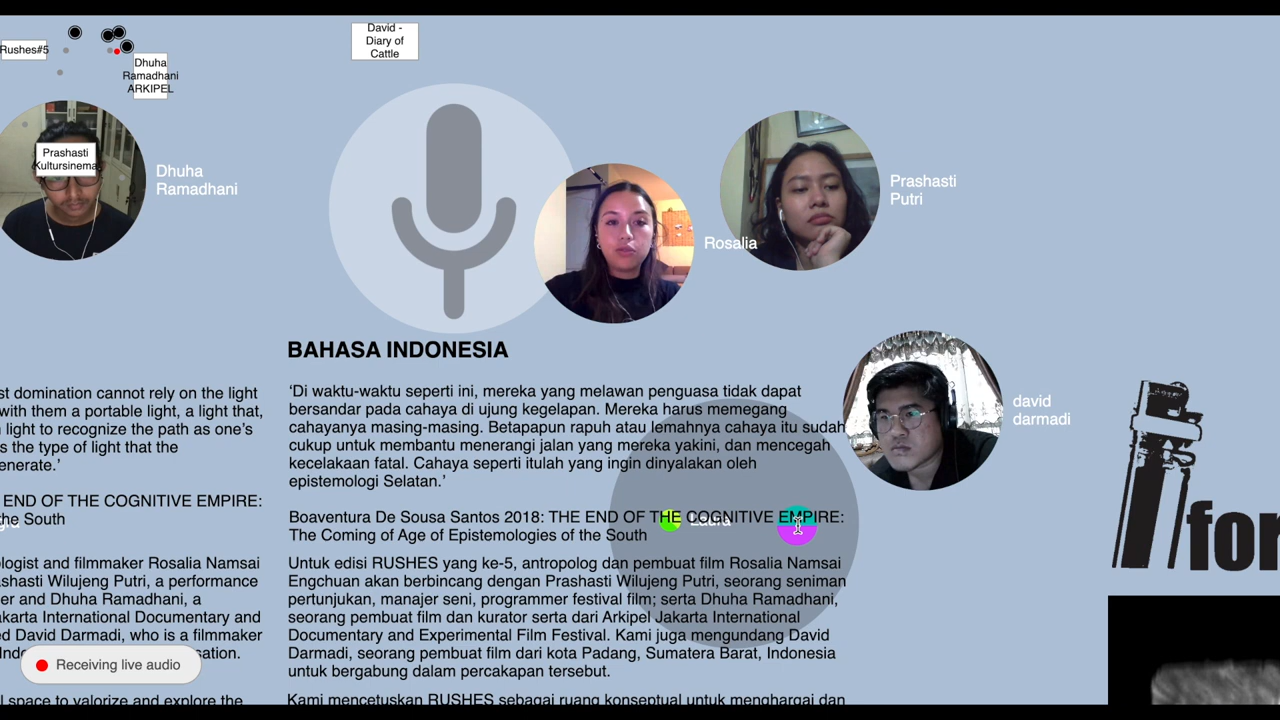 Rushes#5
Dhuha
Ramadhani
ARKIPEL
David -
Diary of
Cattle
Prashasti
Kultursinema
Dhuha
Ramadhani
Rosalia
Prashasti
Putri
david
darmadi
st domination cannot rely on the light
with them a portable light, a light that,
light to recognize the path as one's
s the type of light that the
enerate.’
END OF THE COGNITIVE EMPIRE:
the South
ologist and filmmaker Rosalia Namsai
ashasti Wilujeng Putri, a performance
er and Dhuha Ramadhani, a
akarta International Documentary and
ed David Darmadi, who is a filmmaker
sation.
l space to valorize and explore the
BAHASA INDONESIA
‘Di waktu-waktu seperti ini, mereka yang melawan penguasa tidak dapat
bersandar pada cahaya di ujung kegelapan. Mereka harus memegang
cahayanya masing-masing. Betapapun rapuh atau lemahnya cahaya itu sudah
cukup untuk membantu menerangi jalan yang mereka yakini, dan mencegah
kecelakaan fatal. Cahaya seperti itulah yang ingin dinyalakan oleh
epistemologi Selatan.’
Boaventura De Sousa Santos 2018: THE END OF THE COGNITIVE EMPIRE:
The Coming of Age of Epistemologies of the South
Laura
Untuk edisi RUSHES yang ke-5, antropolog dan pembuat film Rosalia Namsai
Engchuan akan berbincang dengan Prashasti Wilujeng Putri, seorang seniman
pertunjukan, manajer seni, programmer festival film; serta Dhuha Ramadhani,
seorang pembuat film dan kurator serta dari Arkipel Jakarta International
Documentary and Experimental Film Festival. Kami juga mengundang David
Darmadi, seorang pembuat film dari kota Padang, Sumatera Barat, Indonesia
untuk bergabung dalam percakapan tersebut.
Kami mencetuskan RUSHES sebagai ruang konseptual untuk menghargai dan
Receiving live audio
for